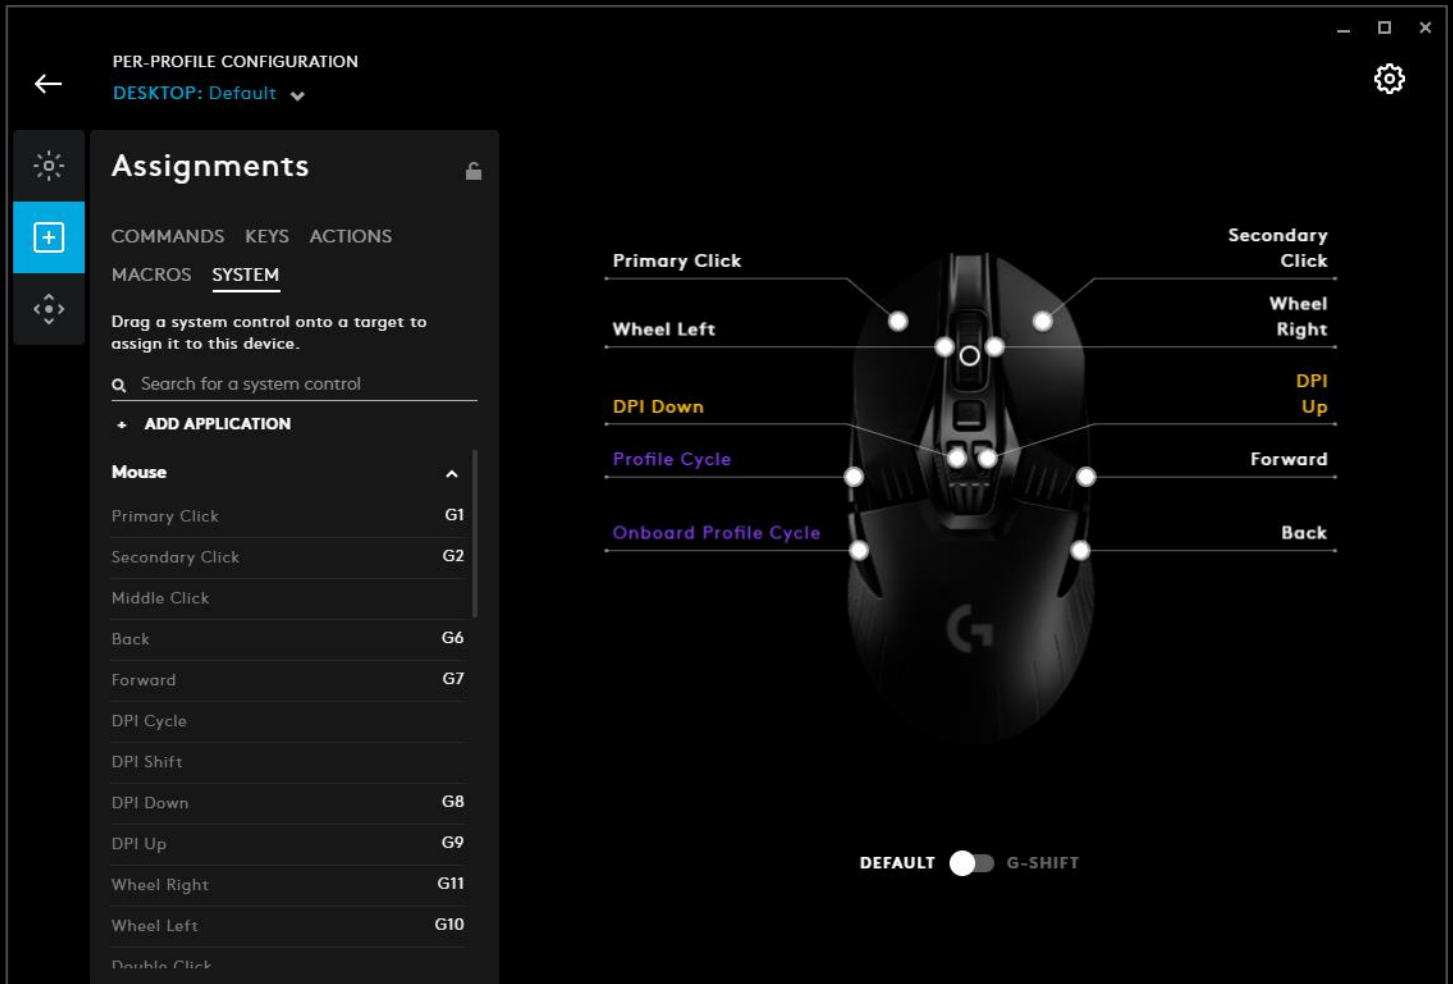 PER-PROFILE CONFIGURATION
DESKTOP: Default
Assignments
COMMANDS KEYS ACTIONS
MACROS SYSTEM
Drag a system control onto a target to
assign it to this device.
Search for a system control
+ ADD APPLICATION
Mouse
Primary Click G1
Secondary Click G2
Middle Click
Back G6
Forward G7
DPI Cycle
DPI Shift
DPI Down G8
DPI Up G9
Wheel Right G11
Wheel Left G10
Double Click
Primary Click
Wheel Left
DPI Down
Profile Cycle
Onboard Profile Cycle
Secondary
Click
Wheel
Right
DPI
Up
Forward
Back
G
DEFAULT G-SHIFT